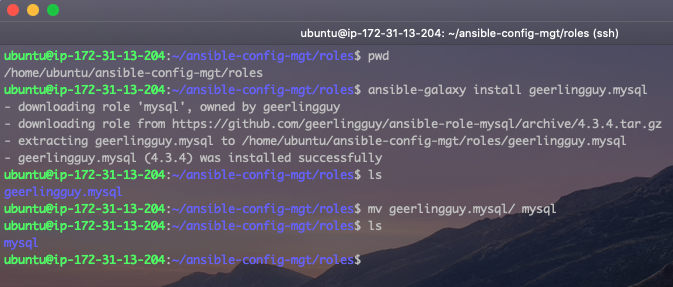 ubuntu@ip-172-31-13-204: ~/ansible-config-mgt/roles (ssh)
ubuntu@ip-172-31-13-204:~/ansible-config-mgt/roles$ pwd
/home/ubuntu/ansible-config-mgt/roles
ubuntu@ip-172-31-13-204:~/ansible-config-mgt/roles$ ansible-galaxy install geerlingguy.mysql
- downloading role 'mysql', owned by geerlingguy
- downloading role from https://github.com/geerlingguy/ansible-role-mysql/archive/4.3.4.tar.gz
- extracting geerlingguy.mysql to /home/ubuntu/ansible-config-mgt/roles/geerlingguy.mysql
- geerlingguy.mysql (4.3.4) was installed successfully
ubuntu@ip-172-31-13-204:~/ansible-config-mgt/roles$ ls
geerlingguy.mysql
ubuntu@ip-172-31-13-204:~/ansible-config-mgt/roles$ mv geerlingguy.mysql/ mysql
ubuntu@ip-172-31-13-204:~/ansible-config-mgt/roles$ ls
mysql
ubuntu@ip-172-31-13-204:~/ansible-config-mgt/roles$